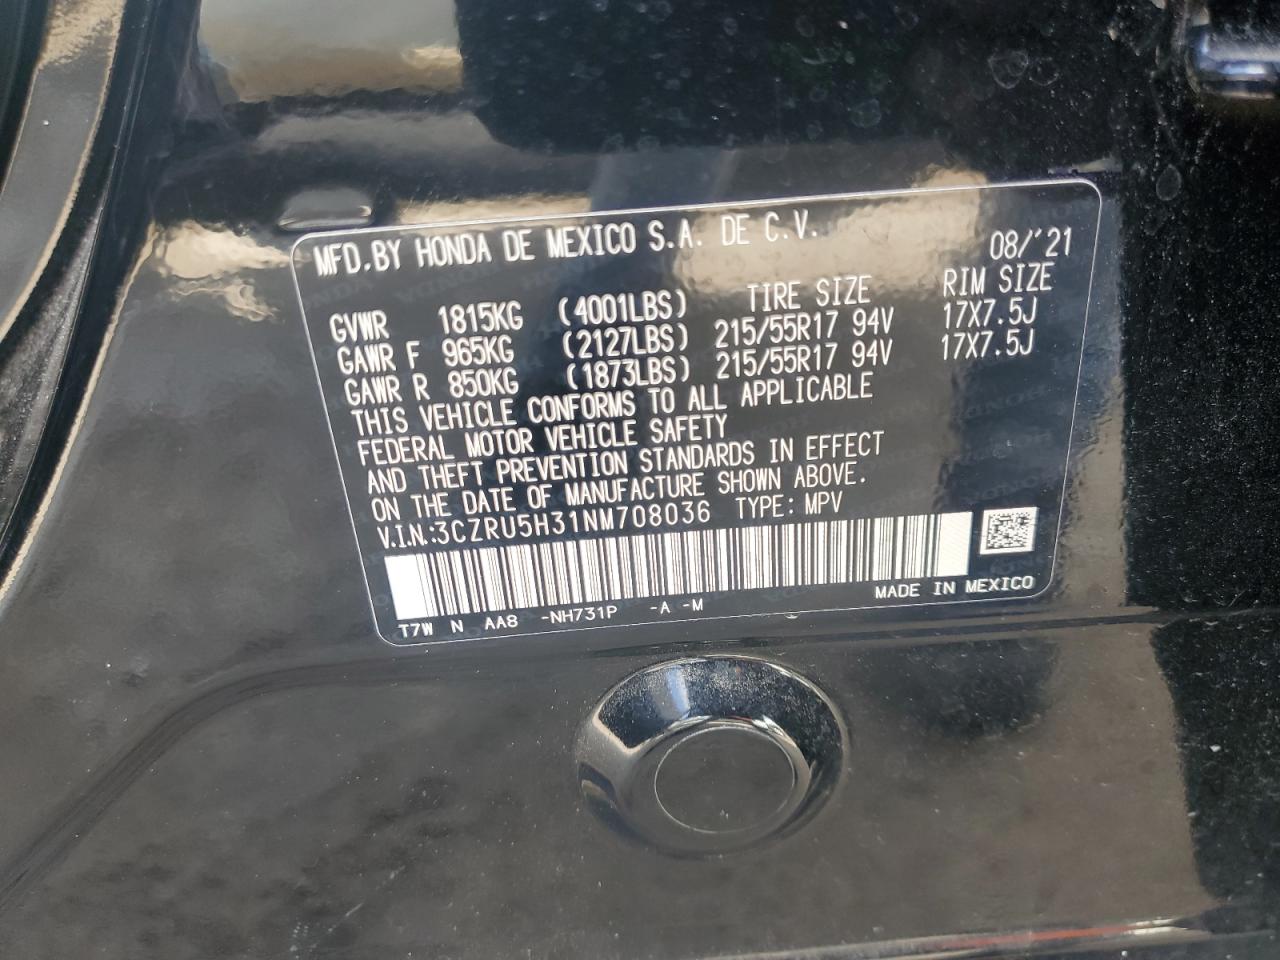 MFD.BY HONDA DE MEXICO S.A. DE C.V. 08/'21
TIRE SIZE RIM SIZE
GVWR 1815KG (4001LBS)
GAWR F 965KG (2127LBS) 215/55R17 94V 17X7.5J
GAWR R 850KG (1873LBS) 215/55R17 94V 17X7.5J
THIS VEHICLE CONFORMS TO ALL APPLICABLE
FEDERAL MOTOR VEHICLE SAFETY
AND THEFT PREVENTION STANDARDS IN EFFECT
ON THE DATE OF MANUFACTURE SHOWN ABOVE.
V.I.N.:3CZRU5H31NM708036 TYPE: MPV
MADE IN MEXICO
T7W N AA8 -NH731P -A -M